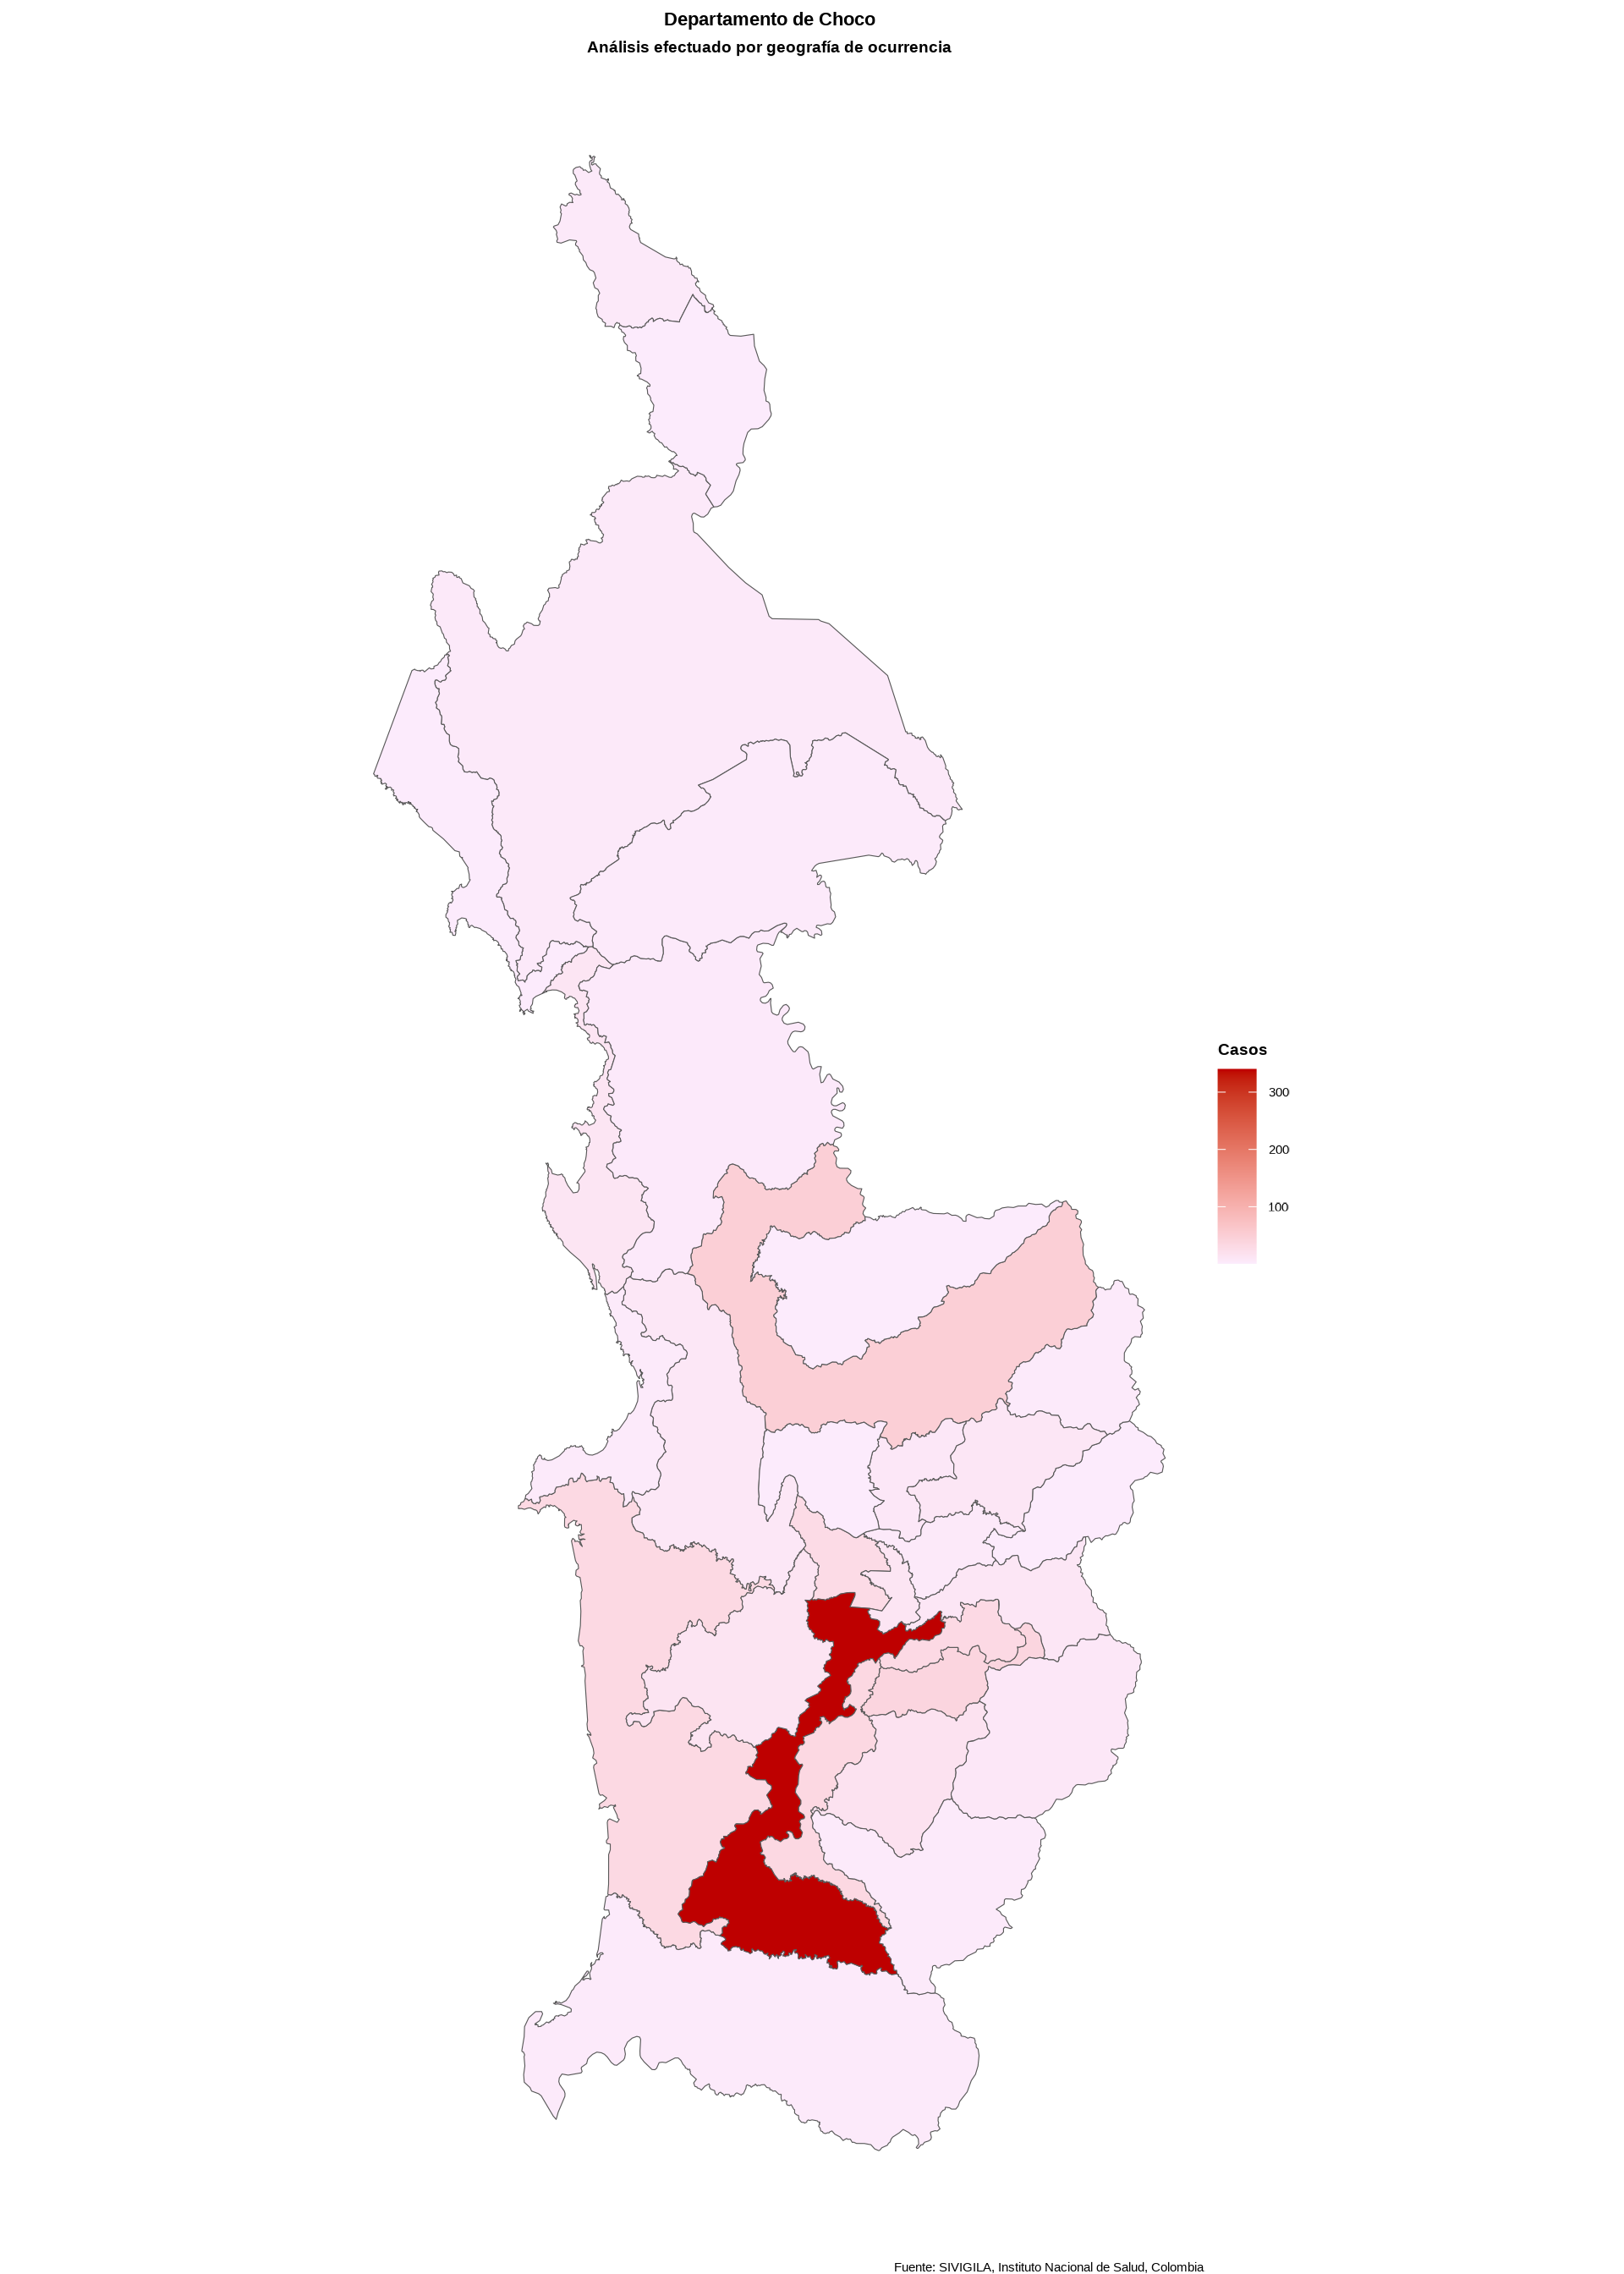 Departamento de Choco
Análisis efectuado por geografía de ocurrencia
Casos
300
200
100
Fuente: SIVIGILA, Instituto Nacional de Salud, Colombia